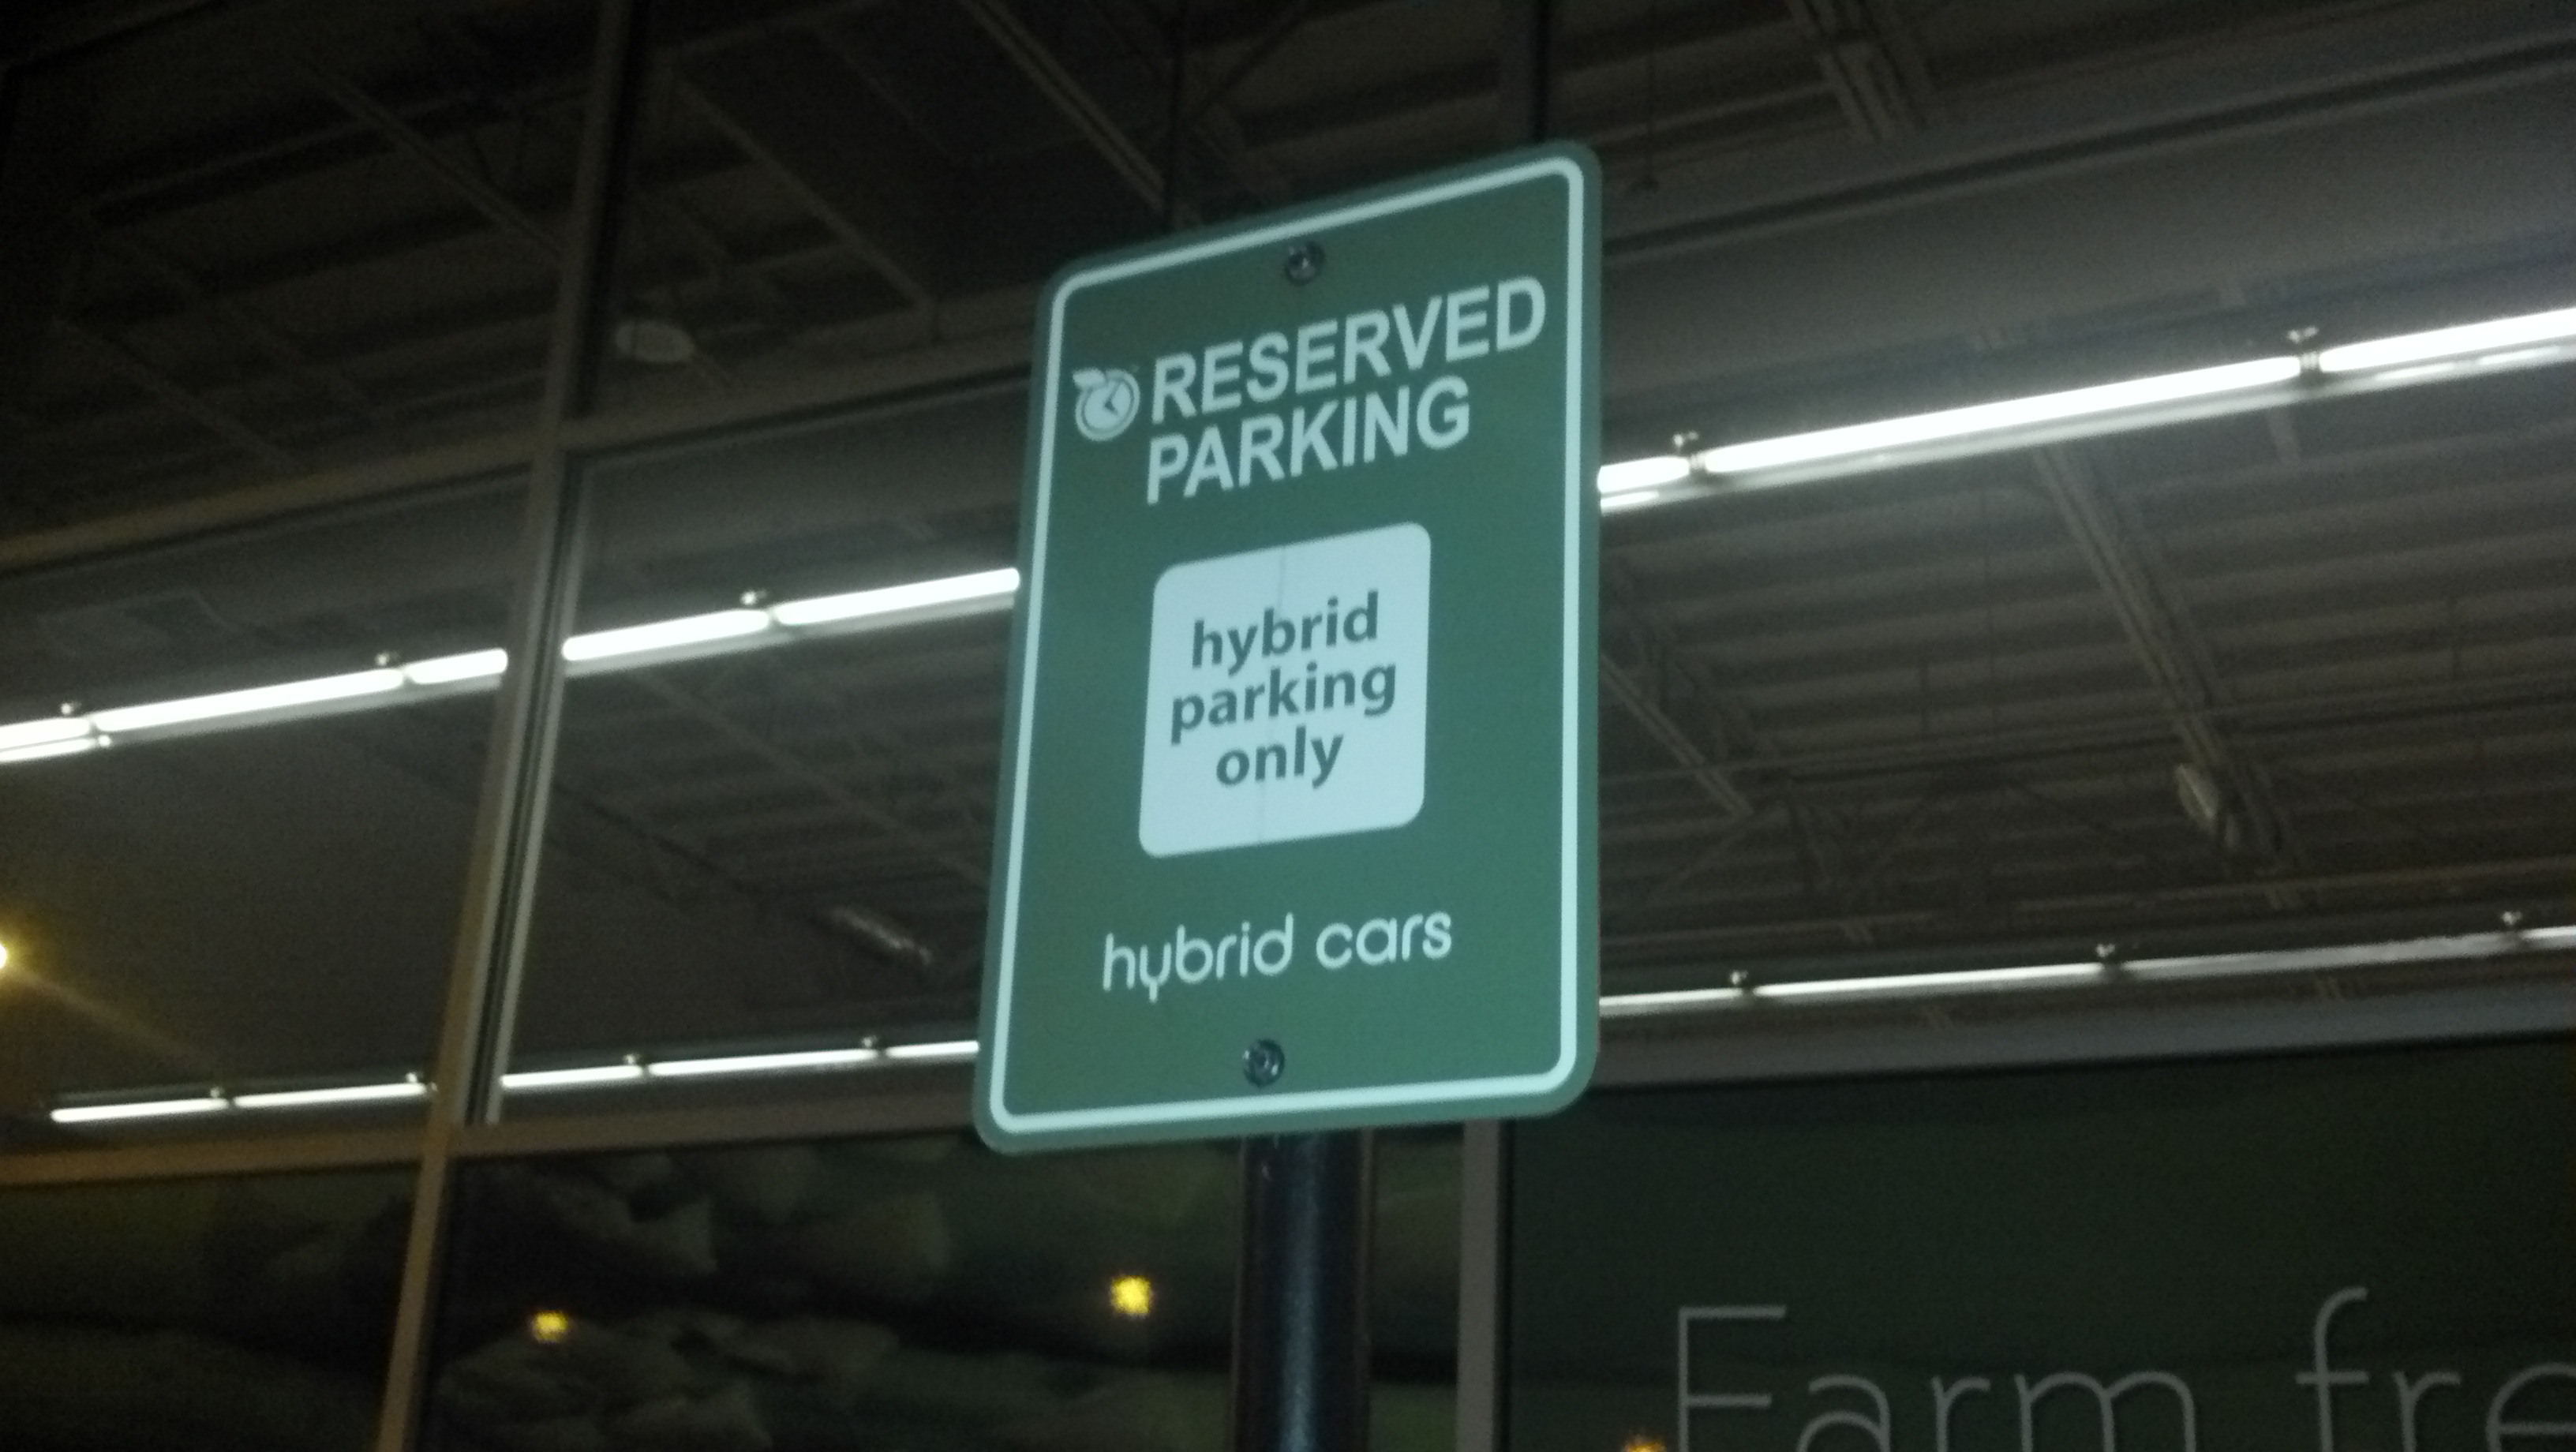 RESERVED
PARKING
hybrid
parking
only
hybrid cars
Farm